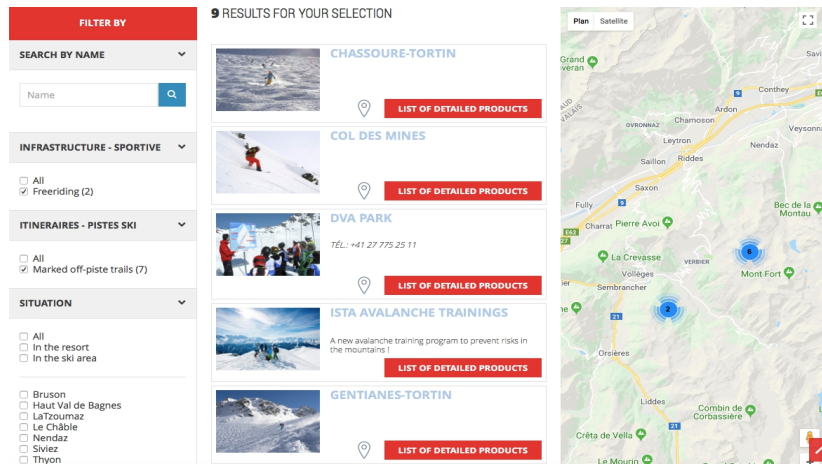 FILTER BY
SEARCH BY NAME
Name
INFRASTRUCTURE - SPORTIVE
All
Freeriding (2)
ITINERAIRES - PISTES SKI
All
Marked off-piste trails (7)
SITUATION
All
In the resort
In the ski area
Bruson
Haut Val de Bagnes
LaTzoumaz
Le Châble
Nendaz
Siviez
Thyon
9 RESULTS FOR YOUR SELECTION
CHASSOURE-TORTIN
LIST OF DETAILED PRODUCTS
COL DES MINES
LIST OF DETAILED PRODUCTS
DVA PARK
TÉL.: +41 27 775 25 11
LIST OF DETAILED PRODUCTS
ISTA AVALANCHE TRAININGS
A new avalanche training program to prevent risks in
the mountains !
LIST OF DETAILED PRODUCTS
GENTIANES-TORTIN
LIST OF DETAILED PRODUCTS
Plan Satellite
Grand
Savi
9
Conthey
Ardon
OVRONNAZ
Chamoson
Veysonn
Leytron
Nendaz
Saillon
Riddes
Saxon
Fully
9
Bec de la
Montau
E62
Charrat
Pierre Avoi
27
6
La Crevasse
VERBIER
Vollèges
Mont Fort
Sembrancher
2
21
Orsières
Liddes
Combin de
Corbassière
21
Crêta de Vella
Le Mourin